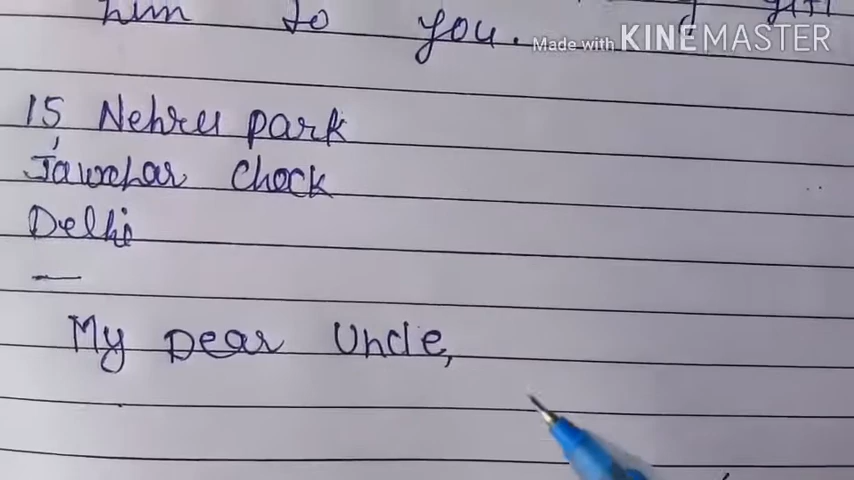 him to you.
Made with KINEMASTER
15 Nehru park
Jawahar Chock
Delhi
My Dear Uncle,